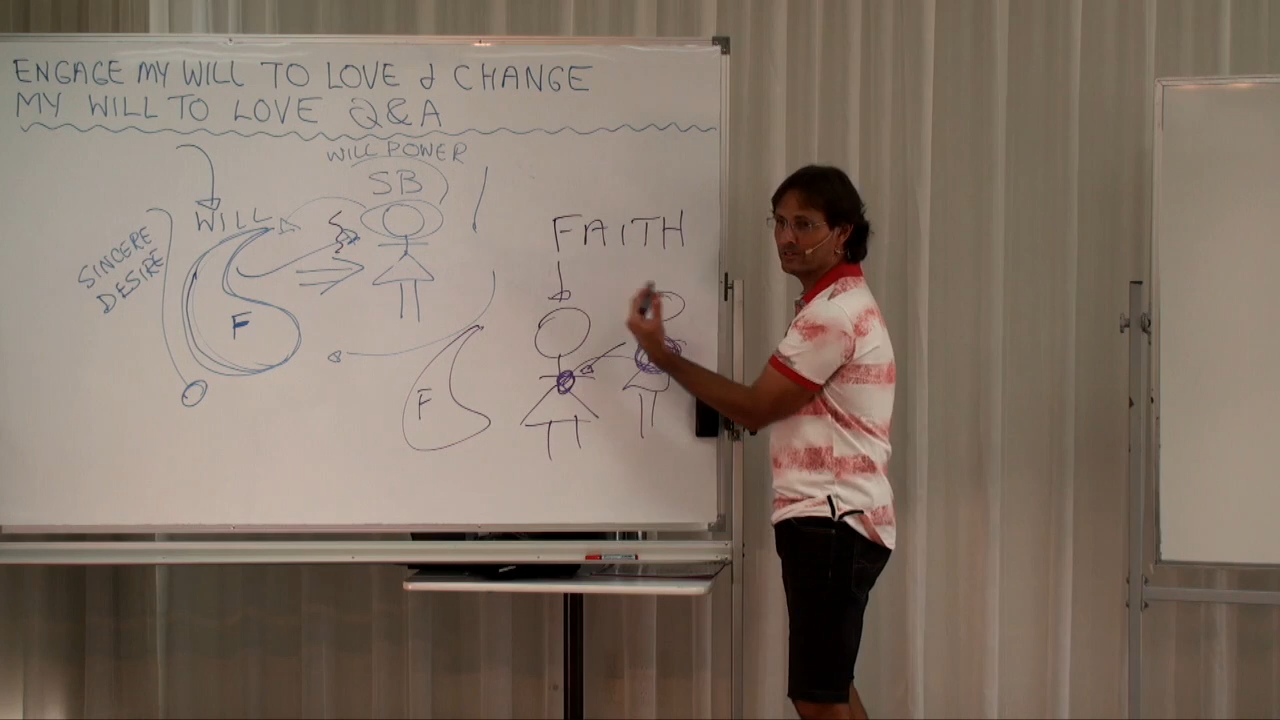 ENGAGE MY WILL TO LOVE & CHANGE
MY WILL TO LOVE Q&A
WILL POWER
SB
WILL
SINCERE
DESIRE
F
FAITH
F